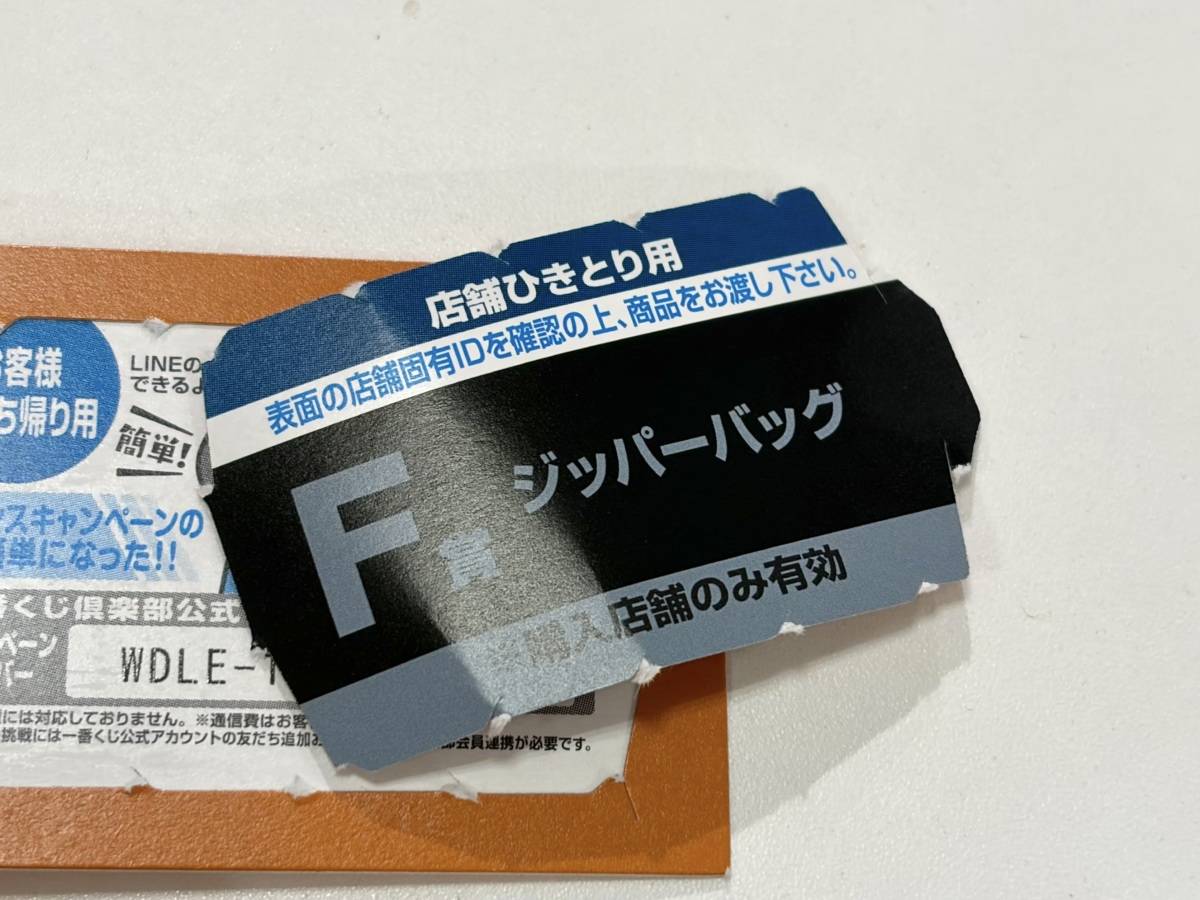 店舗ひきとり用
表面の店舗固有IDを確認の上、商品をお渡し下さい。
F賞
ジッパーバッグ
※購入店舗のみ有効
お客様
ち帰り用
LINEの
できるよ
簡単!
スキャンペーンの
単になった!!
番くじ倶楽部公式
ペーン
バー
WDLE-1
には対応しておりません。※通信費はお客
挑戦には一番くじ公式アカウントの友だち追加
会員連携が必要です。